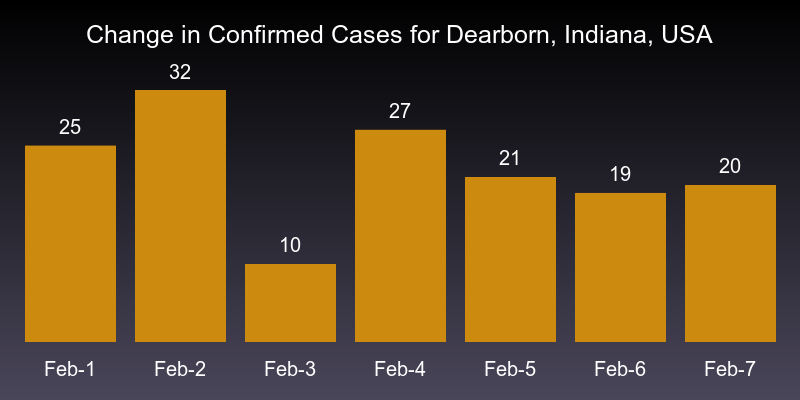 Change in Confirmed Cases for Dearborn, Indiana, USA
25
32
10
27
21
19
20
Feb-1
Feb-2
Feb-3
Feb-4
Feb-5
Feb-6
Feb-7